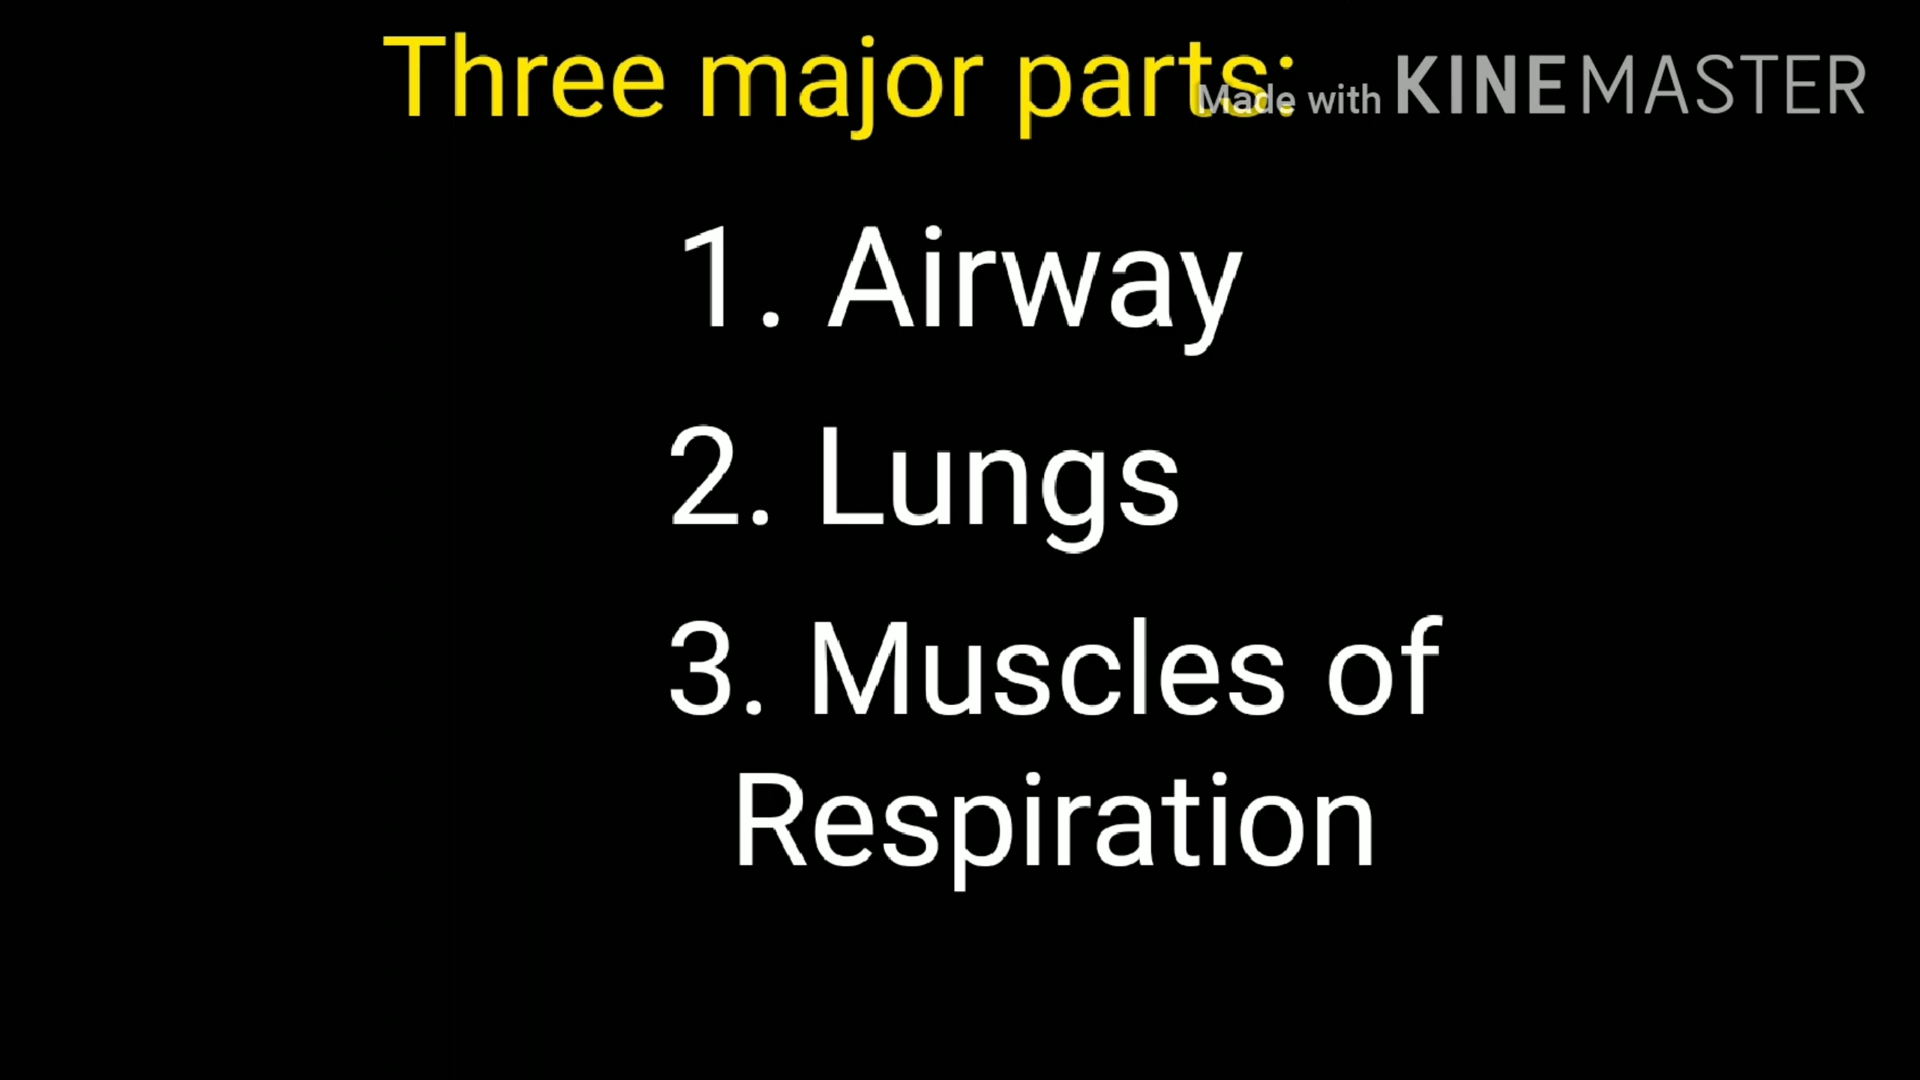 Three major parts:
Made with KINEMASTER
1. Airway
2. Lungs
3. Muscles of
Respiration